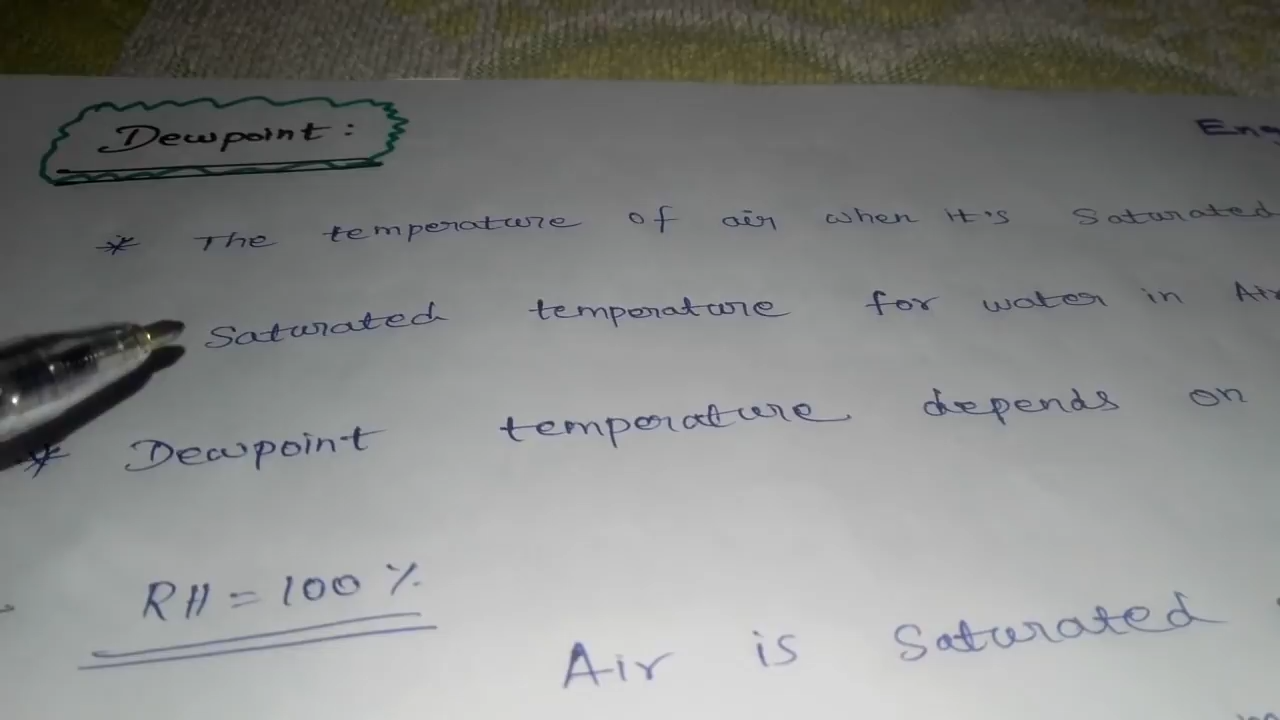 Dewpoint :
* The temperature of air when it's Saturated
Saturated temperature for water in Air
* Dewpoint temperature depends on
RH = 100 %
Air is Saturated